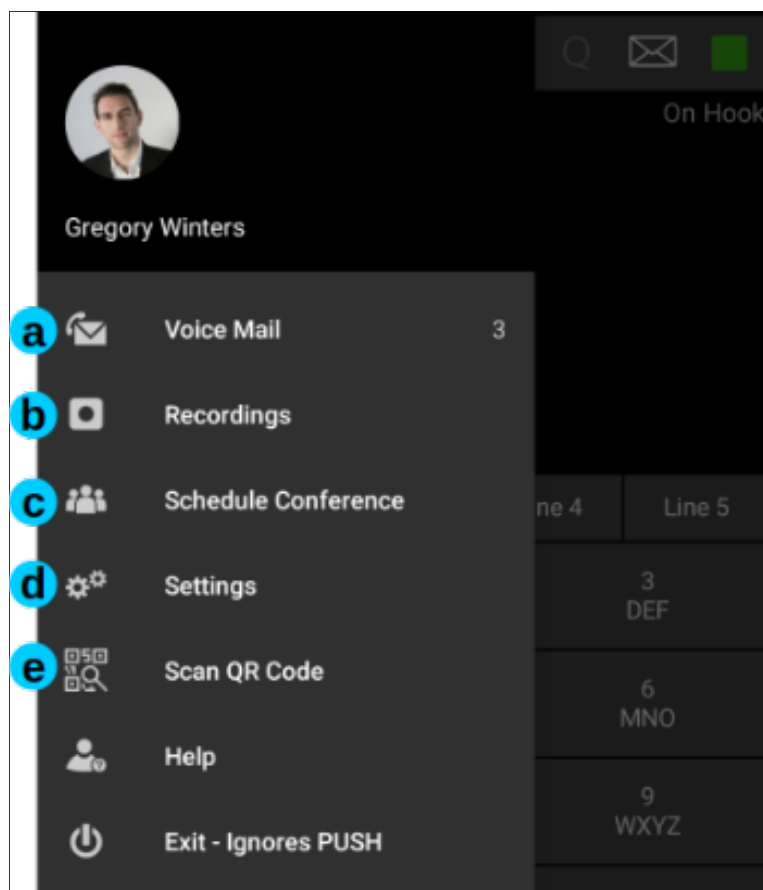 Q
On Hook
Gregory Winters
a Voice Mail 3
b Recordings
c Schedule Conference
ne 4 Line 5
d Settings
3
DEF
e Scan QR Code
6
MNO
Help
9
WXYZ
Exit - Ignores PUSH